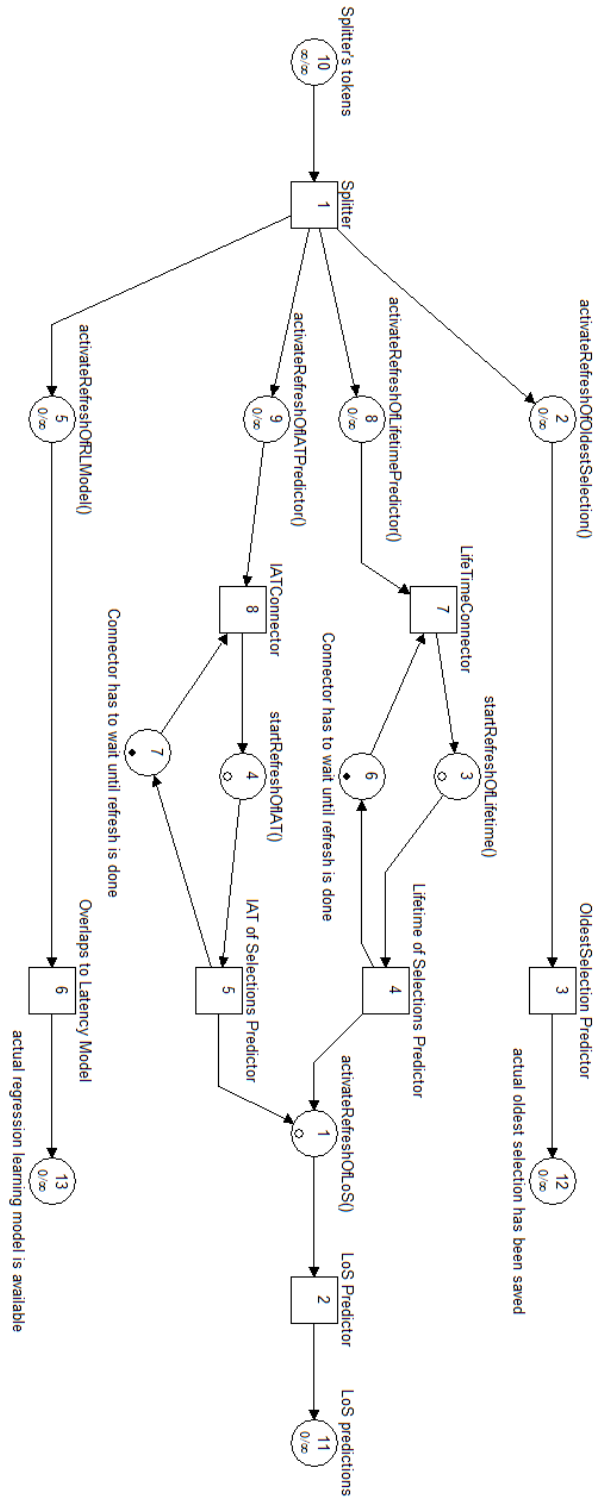 activateRefreshOfOldestSelection()
OldestSelection Predictor
2
0/∞
3
12
0/∞
actual oldest selection has been saved
LifeTimeConnector
startRefreshOfLifetime()
3
7
Lifetime of Selections Predictor
activateRefreshOfLifetimePredictor()
8
0/∞
6
4
Connector has to wait until refresh is done
Splitter's tokens
10
∞/∞
Splitter
1
activateRefreshOfLoS()
1
LoS Predictor
2
LoS predictions
11
0/∞
activateRefreshOfIATPredictor()
9
0/∞
IATConnector
8
startRefreshOfIAT()
4
IAT of Selections Predictor
5
7
Connector has to wait until refresh is done
activateRefreshOfRLModel()
5
0/∞
Overlaps to Latency Model
6
13
0/∞
actual regression learning model is available